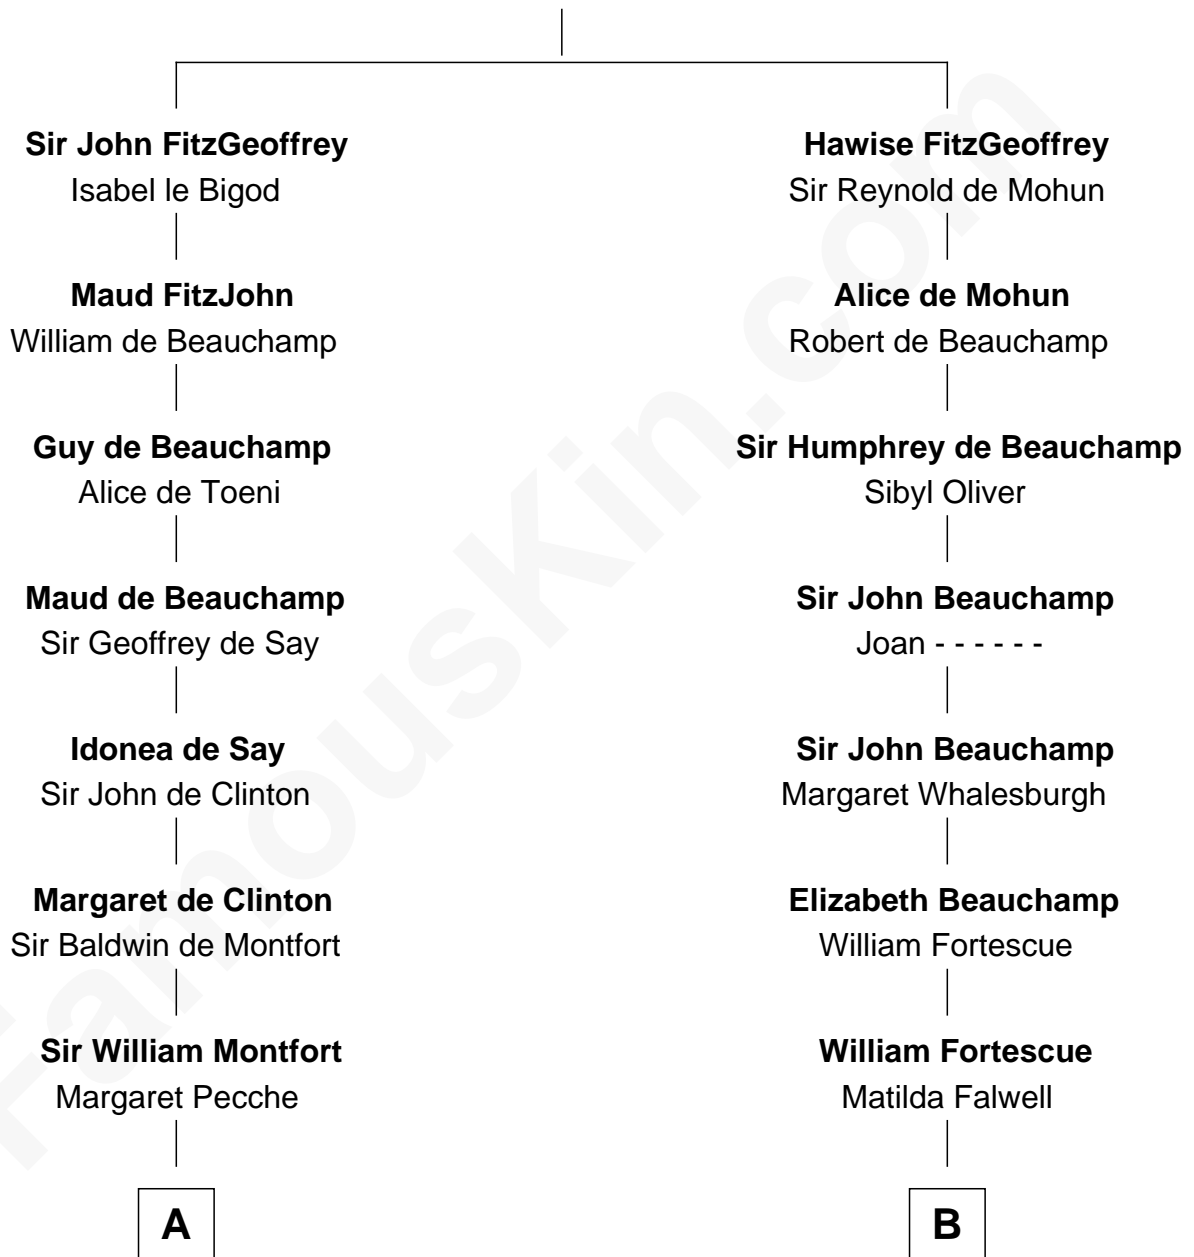 Sir John FitzGeoffrey
Isabel le Bigod
Maud FitzJohn
William de Beauchamp
Guy de Beauchamp
Alice de Toeni
Maud de Beauchamp
Sir Geoffrey de Say
Idonea de Say
Sir John de Clinton
Margaret de Clinton
Sir Baldwin de Montfort
Sir William Montfort
Margaret Pecche
A
Hawise FitzGeoffrey
Sir Reynold de Mohun
Alice de Mohun
Robert de Beauchamp
Sir Humphrey de Beauchamp
Sibyl Oliver
Sir John Beauchamp
Joan - - - - - -
Sir John Beauchamp
Margaret Whalesburgh
Elizabeth Beauchamp
William Fortescue
William Fortescue
Matilda Falwell
B
FamousKin.com